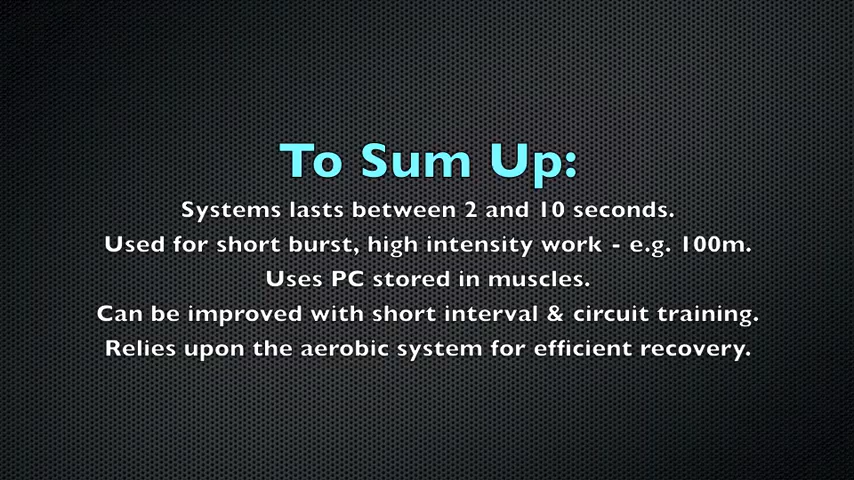 To Sum Up:
Systems lasts between 2 and 10 seconds.
Used for short burst, high intensity work - e.g. 100m.
Uses PC stored in muscles.
Can be improved with short interval & circuit training.
Relies upon the aerobic system for efficient recovery.